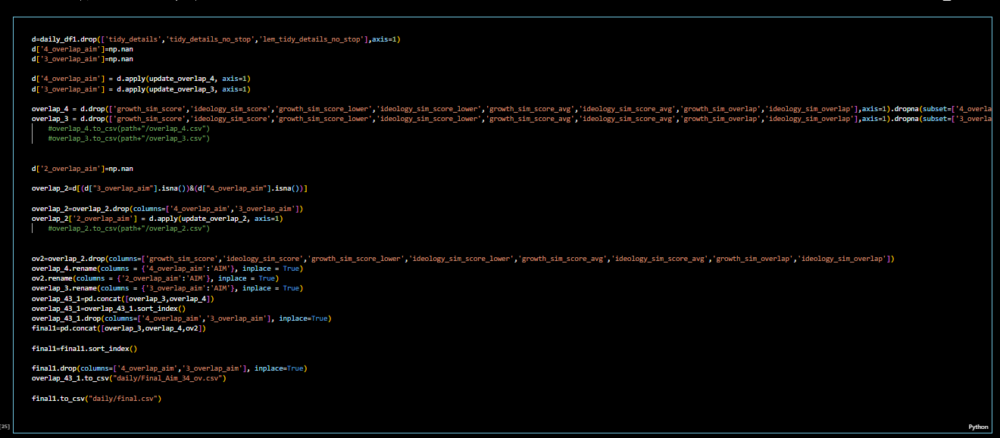 d=daily_df1.drop(['tidy_details','tidy_details_no_stop','lem_tidy_details_no_stop'],axis=1)
d['4_overlap_aim']=np.nan
d['3_overlap_aim']=np.nan
d['4_overlap_aim'] = d.apply(update_overlap_4, axis=1)
d['3_overlap_aim'] = d.apply(update_overlap_3, axis=1)
overlap_4 = d.drop(['growth_sim_score','ideology_sim_score','growth_sim_score_lower','ideology_sim_score_lower','growth_sim_score_avg','ideology_sim_score_avg','growth_sim_overlap','ideology_sim_overlap'],axis=1).dropna(subset=['4_overla
overlap_3 = d.drop(['growth_sim_score','ideology_sim_score','growth_sim_score_lower','ideology_sim_score_lower','growth_sim_score_avg','ideology_sim_score_avg','growth_sim_overlap','ideology_sim_overlap'],axis=1).dropna(subset=['3_overla
#overlap_4.to_csv(path+"/overlap_4.csv")
#overlap_3.to_csv(path+"/overlap_3.csv")
d['2_overlap_aim']=np.nan
overlap_2=d[(d["3_overlap_aim"].isna())&(d["4_overlap_aim"].isna())]
overlap_2=overlap_2.drop(columns=['4_overlap_aim','3_overlap_aim'])
overlap_2['2_overlap_aim'] = d.apply(update_overlap_2, axis=1)
#overlap_2.to_csv(path+"/overlap_2.csv")
ov2=overlap_2.drop(columns=['growth_sim_score','ideology_sim_score','growth_sim_score_lower','ideology_sim_score_lower','growth_sim_score_avg','ideology_sim_score_avg','growth_sim_overlap','ideology_sim_overlap'])
overlap_4.rename(columns = {'4_overlap_aim':'AIM'}, inplace = True)
ov2.rename(columns = {'2_overlap_aim':'AIM'}, inplace = True)
overlap_3.rename(columns = {'3_overlap_aim':'AIM'}, inplace = True)
overlap_43_1=pd.concat([overlap_3,overlap_4])
overlap_43_1=overlap_43_1.sort_index()
overlap_43_1.drop(columns=['4_overlap_aim','3_overlap_aim'], inplace=True)
final1=pd.concat([overlap_3,overlap_4,ov2])
final1=final1.sort_index()
final1.drop(columns=['4_overlap_aim','3_overlap_aim'], inplace=True)
overlap_43_1.to_csv("daily/Final_Aim_34_ov.csv")
final1.to_csv("daily/final.csv")
[25]
Python